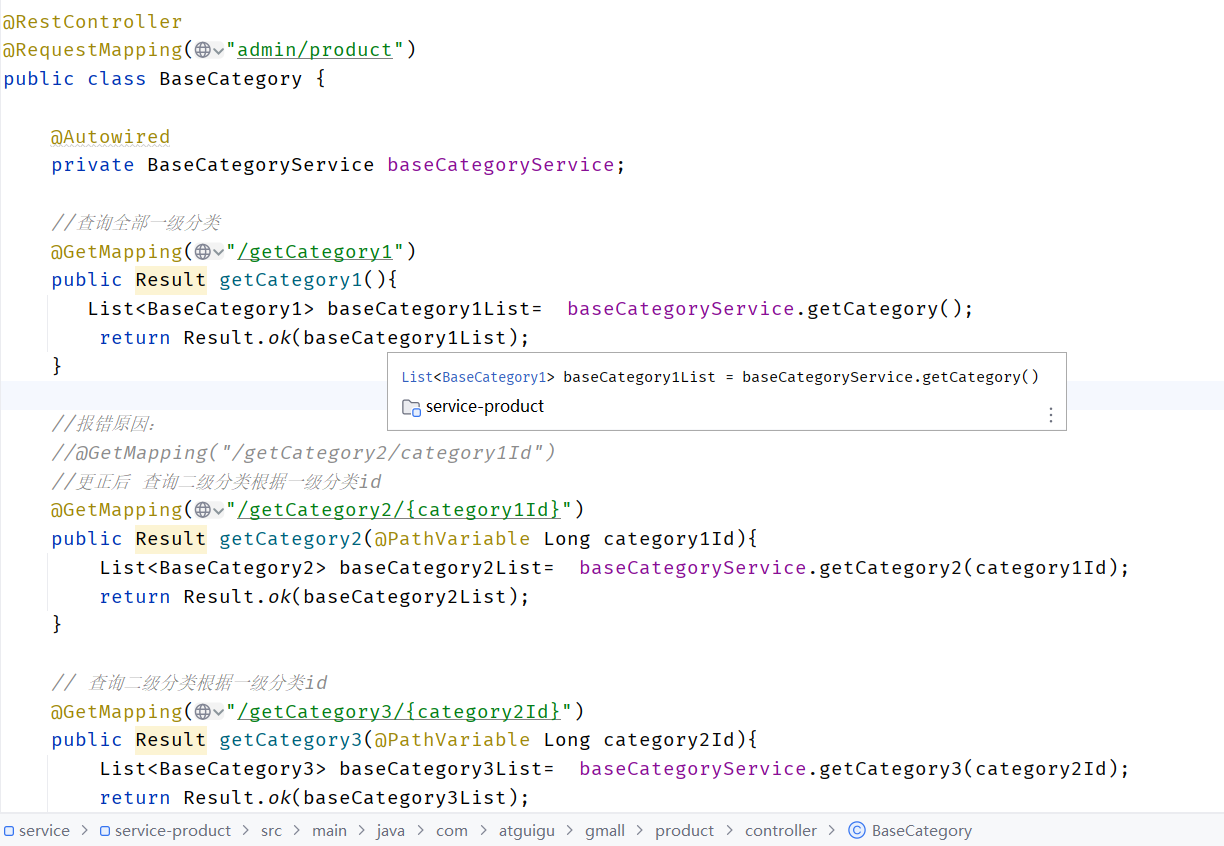 @RestController
@RequestMapping("admin/product")
public class BaseCategory {
@Autowired
private BaseCategoryService baseCategoryService;
//查询全部一级分类
@GetMapping("/getCategory1")
public Result getCategory1(){
List<BaseCategory1> baseCategory1List=  baseCategoryService.getCategory();
return Result.ok(baseCategory1List);
}
List<BaseCategory1> baseCategory1List = baseCategoryService.getCategory()
service-product
//报错原因:
//@GetMapping("/getCategory2/category1Id")
//更正后 查询二级分类根据一级分类id
@GetMapping("/getCategory2/{category1Id}")
public Result getCategory2(@PathVariable Long category1Id){
List<BaseCategory2> baseCategory2List=  baseCategoryService.getCategory2(category1Id);
return Result.ok(baseCategory2List);
}
// 查询二级分类根据一级分类id
@GetMapping("/getCategory3/{category2Id}")
public Result getCategory3(@PathVariable Long category2Id){
List<BaseCategory3> baseCategory3List=  baseCategoryService.getCategory3(category2Id);
return Result.ok(baseCategory3List);
service > service-product > src > main > java > com > atguigu > gmall > product > controller > BaseCategory